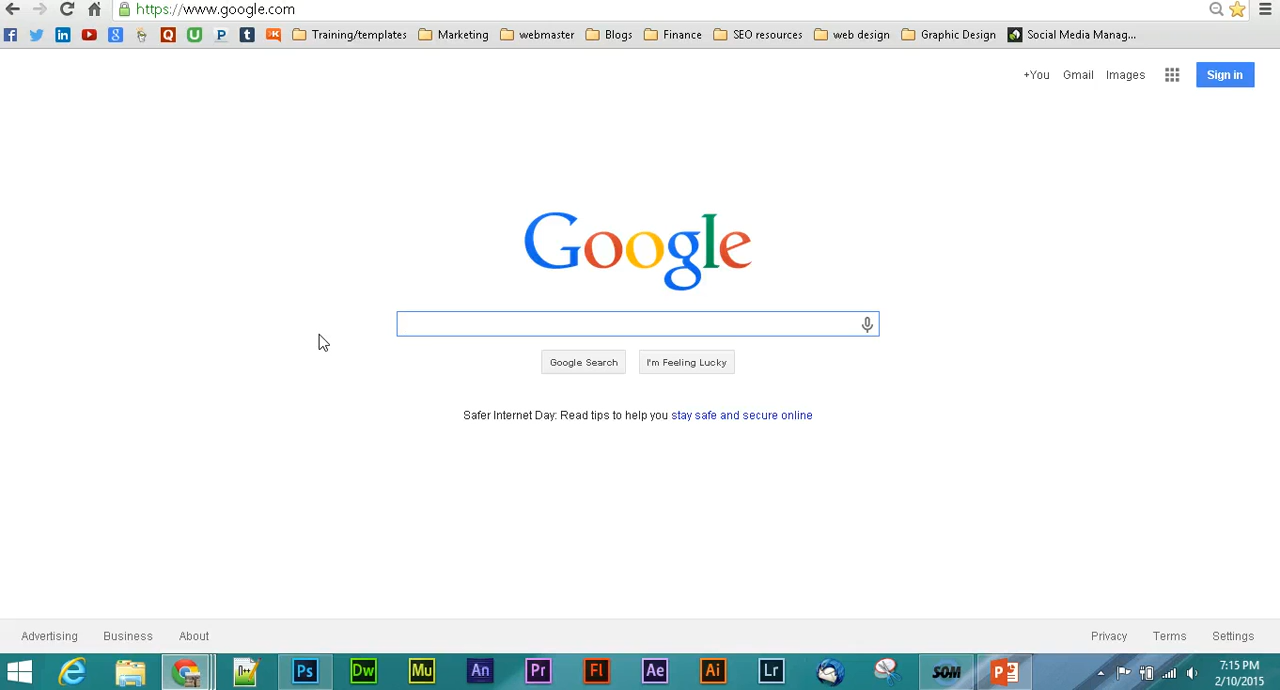 https://www.google.com
Training/templates Marketing webmaster Blogs Finance SEO resources web design Graphic Design Social Media Manag...
+You Gmail Images Sign in
Google
Google Search I'm Feeling Lucky
Safer Internet Day: Read tips to help you stay safe and secure online
Advertising Business About Privacy Terms Settings
Ps Dw Mu An Pr Fl Ae Ai Lr SOM P
7:15 PM
2/10/2015